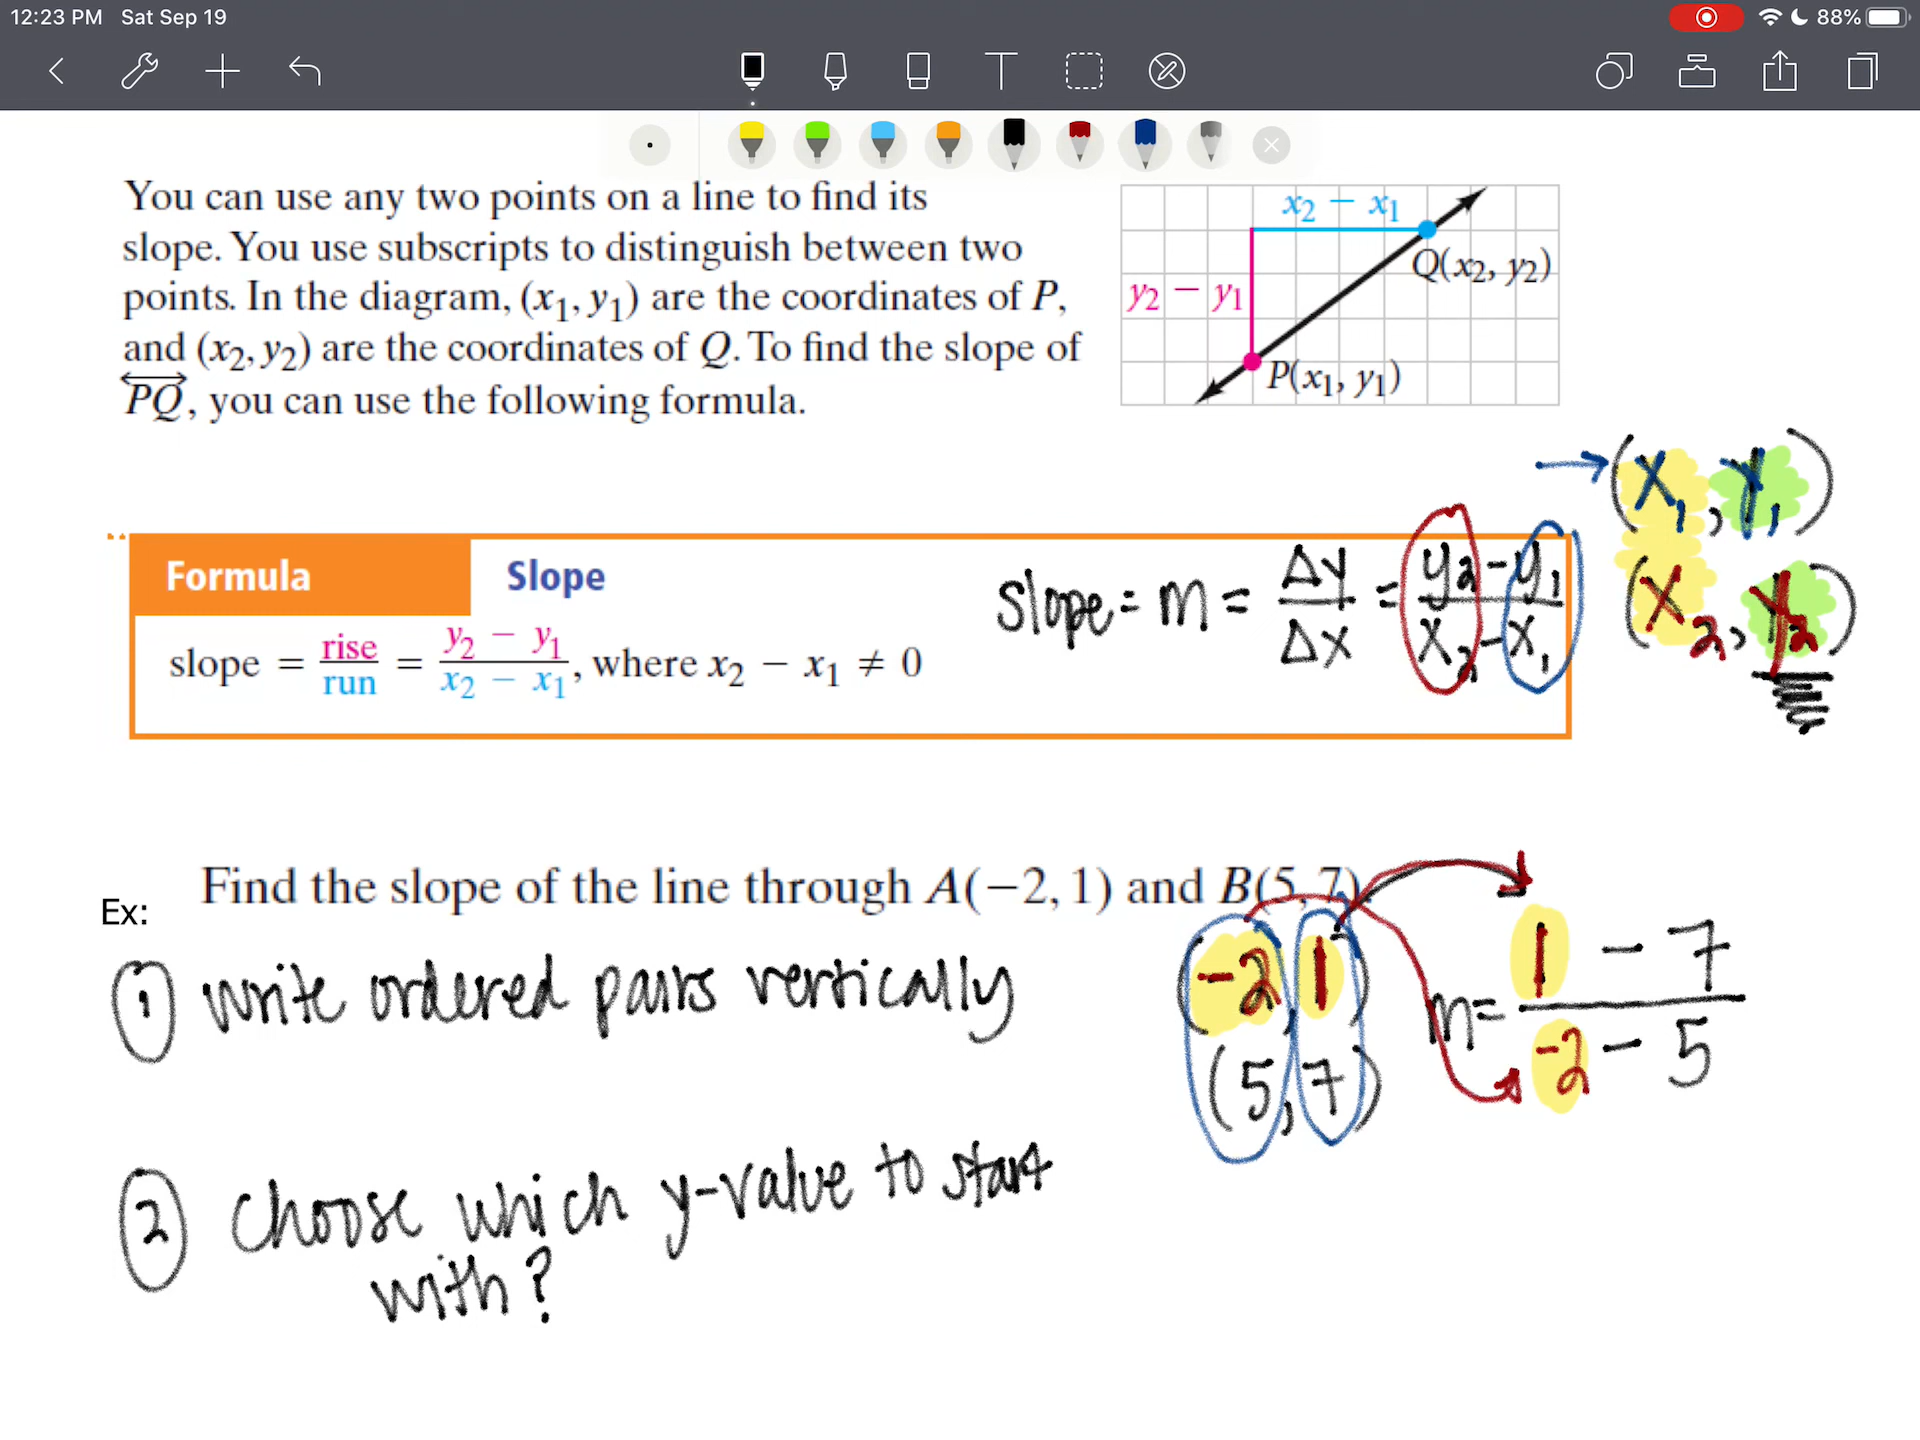 12:23 PM Sat Sep 19
88%
You can use any two points on a line to find its
slope. You use subscripts to distinguish between two
points. In the diagram, (x₁, y₁) are the coordinates of P,
and (x₂, y₂) are the coordinates of Q. To find the slope of
PQ, you can use the following formula.
x₂ − x₁
Q(x₂, y₂)
y₂ − y₁
P(x₁, y₁)
(x₁, y₁)
(x₂, y₂)
Formula
Slope
slope = rise/run = (y₂ − y₁)/(x₂ − x₁), where x₂ − x₁ ≠ 0
slope = m = Δy/Δx = (y₂-y₁)/(x₂-x₁)
Ex:
Find the slope of the line through A(−2, 1) and B(5, 7).
① write ordered pairs vertically
(-2, 1)
(5, 7)
m = (1 - 7)/(-2 - 5)
② choose which y-value to start
with?